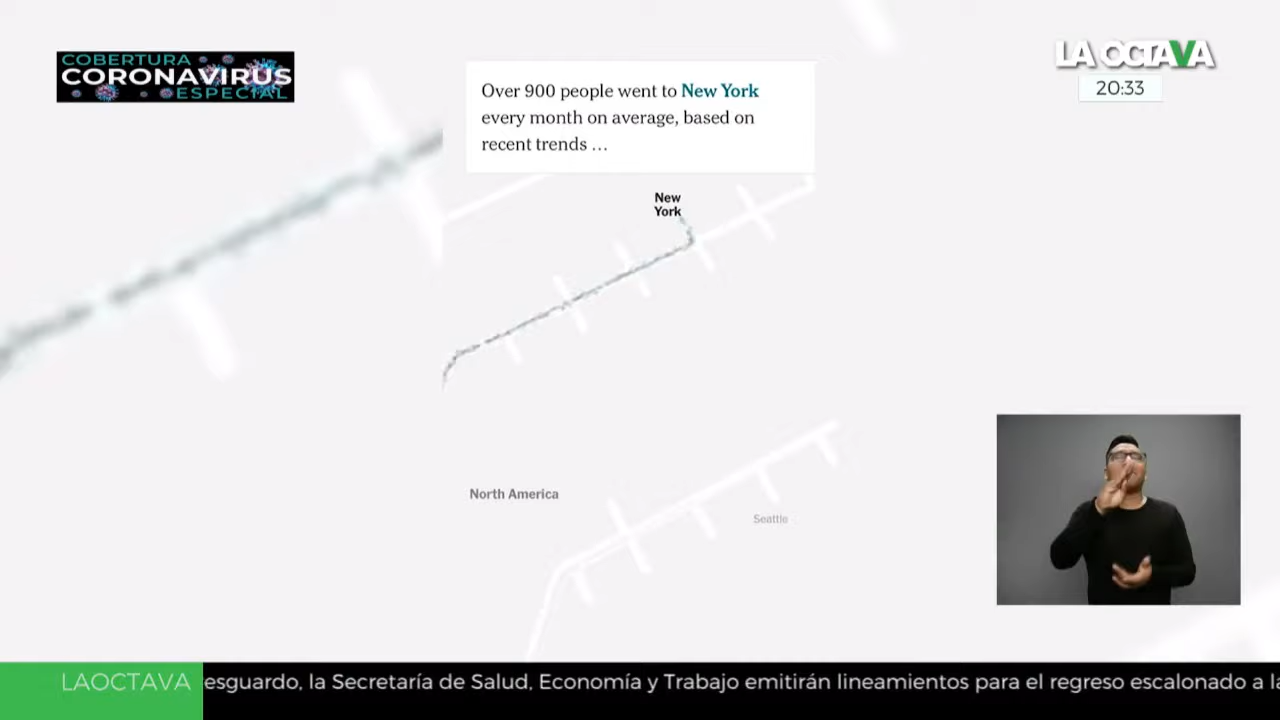 COBERTURA
CORONAVIRUS
ESPECIAL
LA OCTAVA
20:33
Over 900 people went to New York
every month on average, based on
recent trends …
New
York
North America
Seattle
LAOCTAVA
esguardo, la Secretaría de Salud, Economía y Trabajo emitirán lineamientos para el regreso escalonado a la